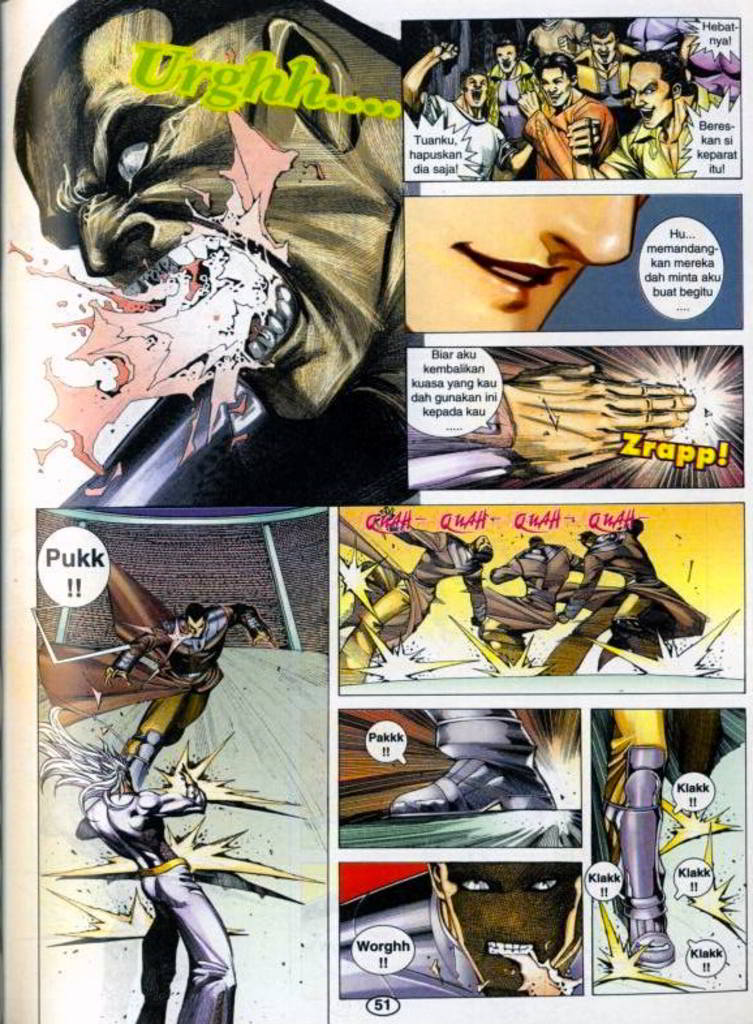 Urghh....
Hebat-
nya!
Tuanku,
hapuskan
dia saja!
Beres-
kan si
keparat
itu!
Hu...
memandang-
kan mereka
dah minta aku
buat begitu
....
Biar aku
kembalikan
kuasa yang kau
dah gunakan ini
kepada kau
.....
Zrapp!
Pukk
!!
QUAH- QUAH- QUAH- QUAH-
Pakkk
!!
Klakk
!!
Klakk
!!
Klakk
!!
Klakk
!!
Worghh
!!
51